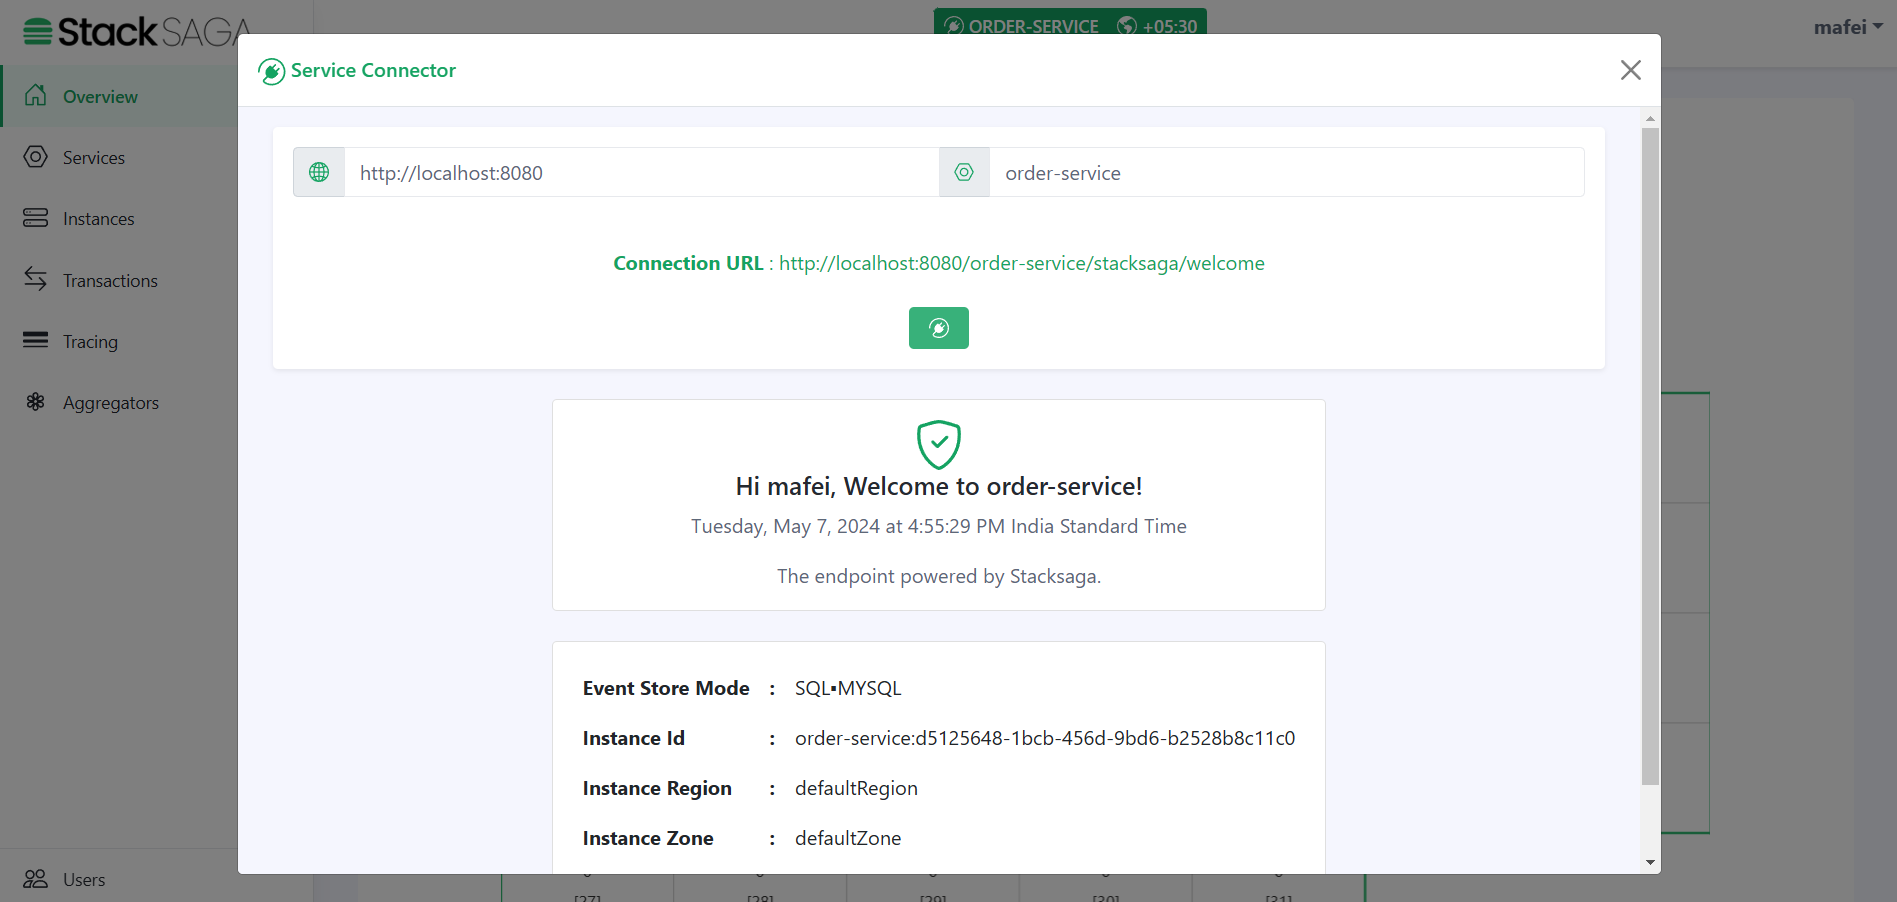 StackSAGA
ORDER-SERVICE +05:30
mafei
Service Connector
Overview
Services
Instances
Transactions
Tracing
Aggregators
Users
http://localhost:8080
order-service
Connection URL : http://localhost:8080/order-service/stacksaga/welcome
Hi mafei, Welcome to order-service!
Tuesday, May 7, 2024 at 4:55:29 PM India Standard Time
The endpoint powered by Stacksaga.
Event Store Mode : SQL▪MYSQL
Instance Id : order-service:d5125648-1bcb-456d-9bd6-b2528b8c11c0
Instance Region : defaultRegion
Instance Zone : defaultZone
[27] [28] [29] [30] [31]